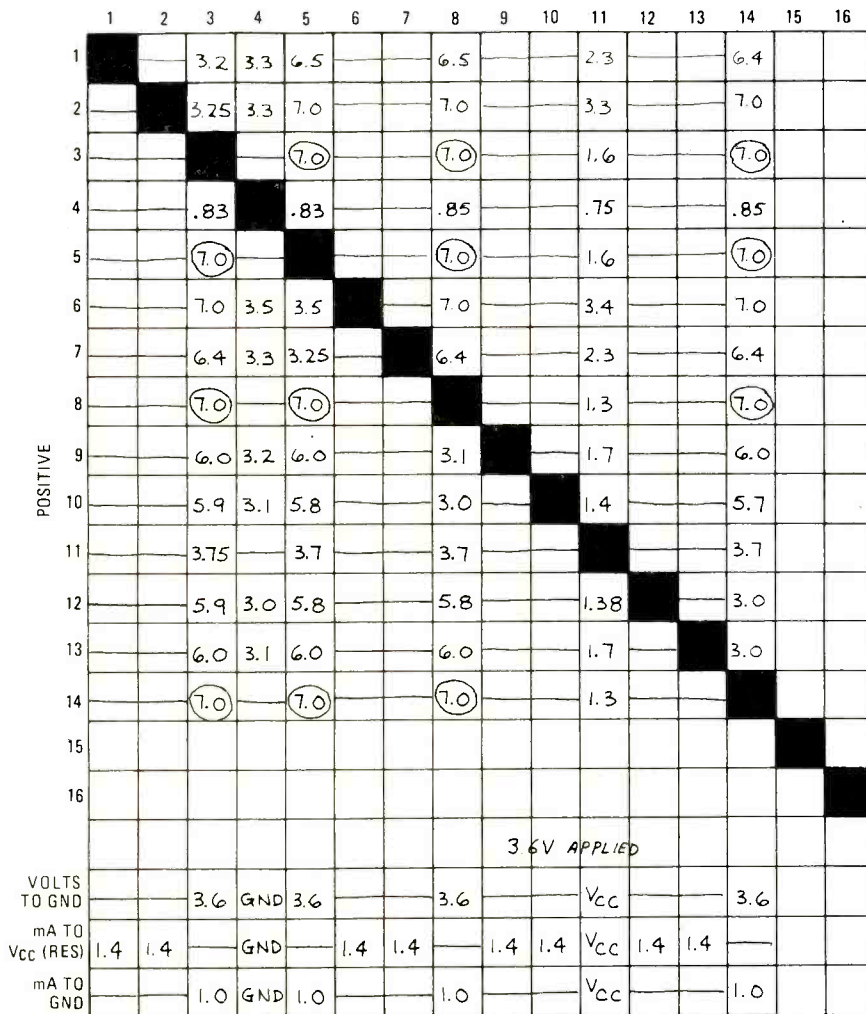 1 2 3 4 5 6 7 8 9 10 11 12 13 14 15 16
POSITIVE
1 3.2 3.3 6.5 6.5 2.3 6.4
2 3.25 3.3 7.0 7.0 3.3 7.0
3 7.0 7.0 1.6 7.0
4 .83 .83 .85 .75 .85
5 7.0 7.0 1.6 7.0
6 7.0 3.5 3.5 7.0 3.4 7.0
7 6.4 3.3 3.25 6.4 2.3 6.4
8 7.0 7.0 1.3 7.0
9 6.0 3.2 6.0 3.1 1.7 6.0
10 5.9 3.1 5.8 3.0 1.4 5.7
11 3.75 3.7 3.7 3.7
12 5.9 3.0 5.8 5.8 1.38 3.0
13 6.0 3.1 6.0 6.0 1.7 3.0
14 7.0 7.0 7.0 1.3
15
16
3.6V APPLIED
VOLTS
TO GND 3.6 GND 3.6 3.6 VCC 3.6
mA TO
VCC (RES) 1.4 1.4 GND 1.4 1.4 1.4 1.4 VCC 1.4 1.4
mA TO
GND 1.0 GND 1.0 1.0 VCC 1.0